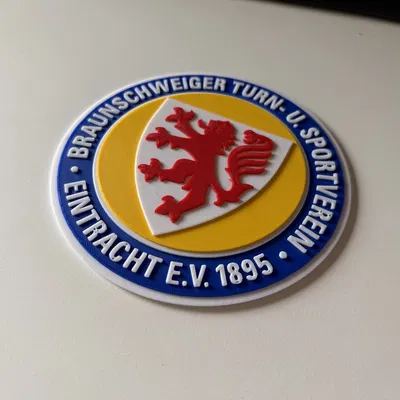 BRAUNSCHWEIGER TURN- U. SPORTVEREIN
EINTRACHT E.V. 1895